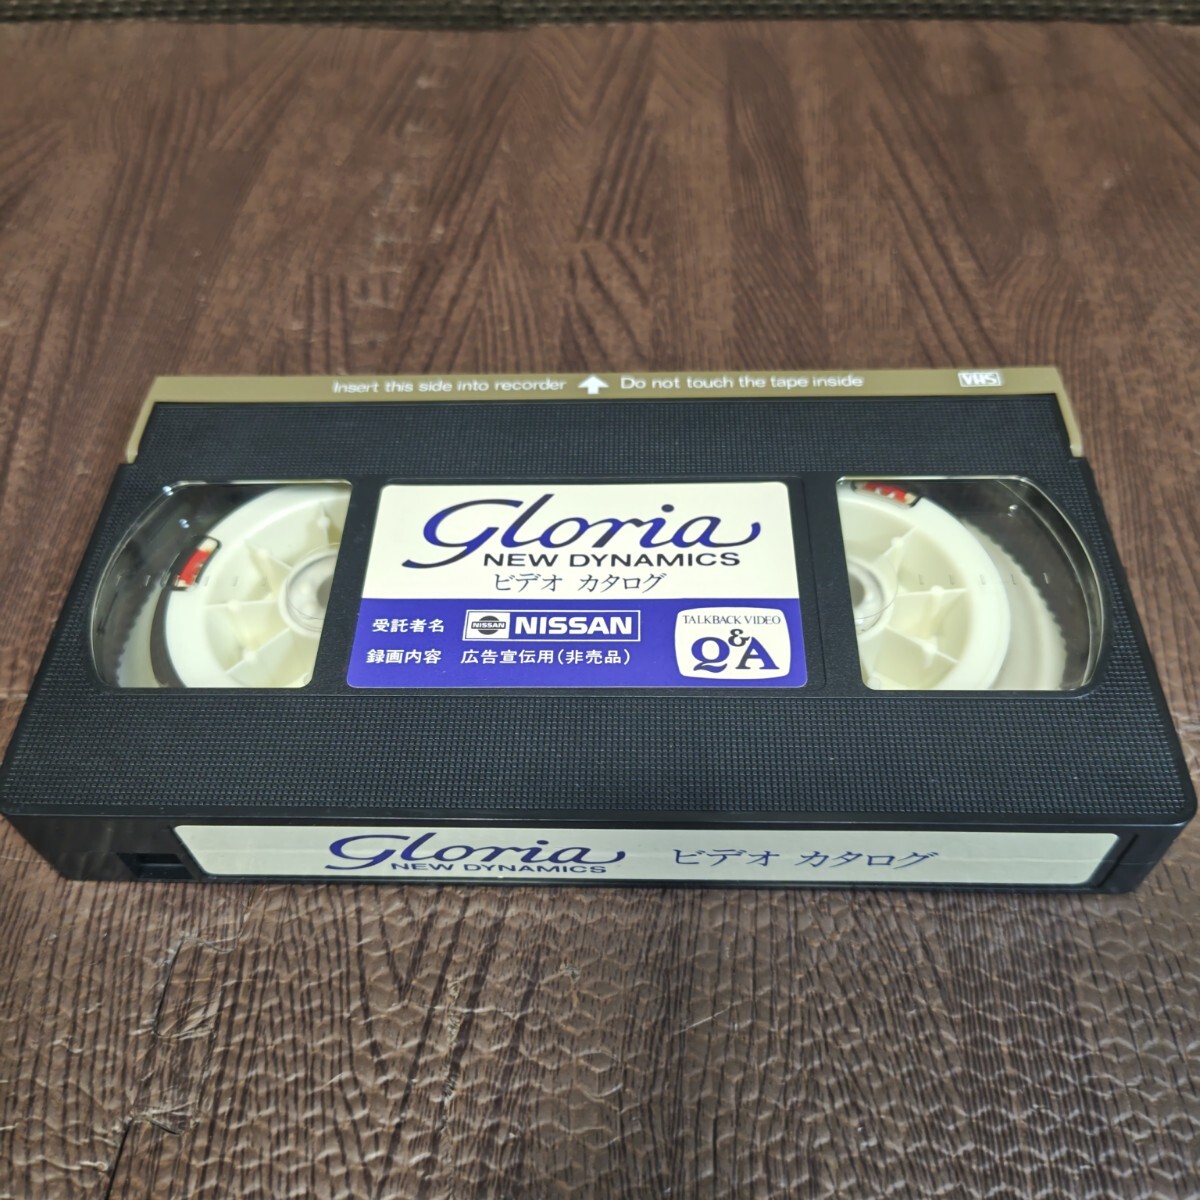 Insert this side into recorder Do not touch the tape inside VHS
Gloria
NEW DYNAMICS
ビデオ カタログ
受託者名 NISSAN NISSAN
録画内容 広告宣伝用(非売品)
TALKBACK VIDEO
Q&A
Gloria
NEW DYNAMICS
ビデオ カタログ